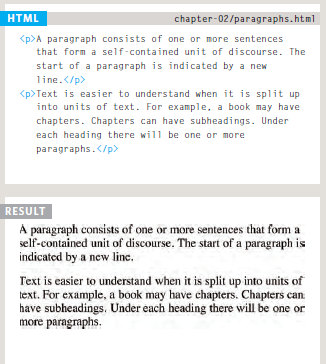 HTML chapter-02/paragraphs.html
<p>A paragraph consists of one or more sentences
that form a self-contained unit of discourse. The
start of a paragraph is indicated by a new
line.</p>
<p>Text is easier to understand when it is split up
into units of text. For example, a book may have
chapters. Chapters can have subheadings. Under
each heading there will be one or more
paragraphs.</p>
RESULT
A paragraph consists of one or more sentences that form a
self-contained unit of discourse. The start of a paragraph is
indicated by a new line.
Text is easier to understand when it is split up into units of
text. For example, a book may have chapters. Chapters can
have subheadings. Under each heading there will be one or
more paragraphs.